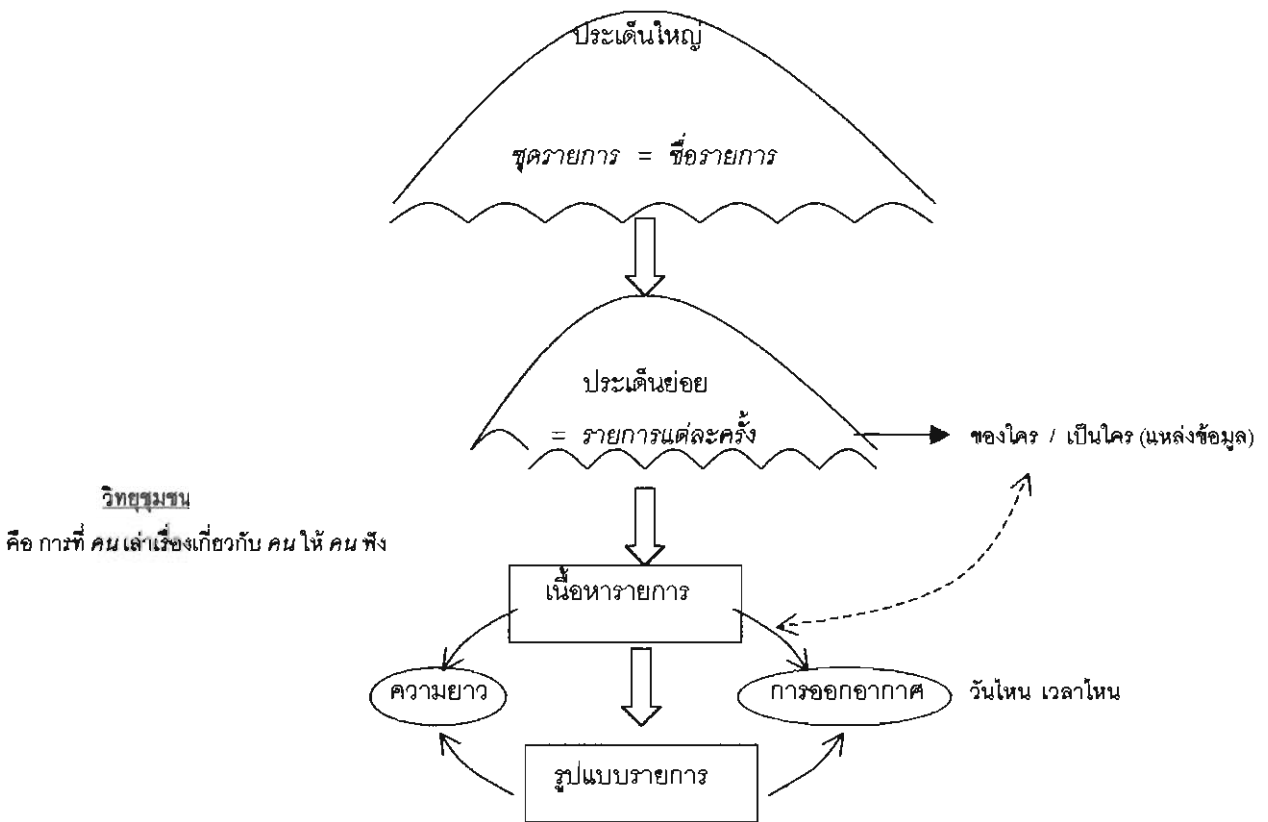 ประเด็นใหญ่
ชุดรายการ = ชื่อรายการ
ประเด็นย่อย
= รายการแต่ละครั้ง
ของใคร / เป็นใคร (แหล่งข้อมูล)
วิทยุชุมชน
คือ การที่ คน เล่าเรื่องเกี่ยวกับ คน ให้ คน ฟัง
เนื้อหารายการ
ความยาว
การออกอากาศ
วันไหน เวลาไหน
รูปแบบรายการ